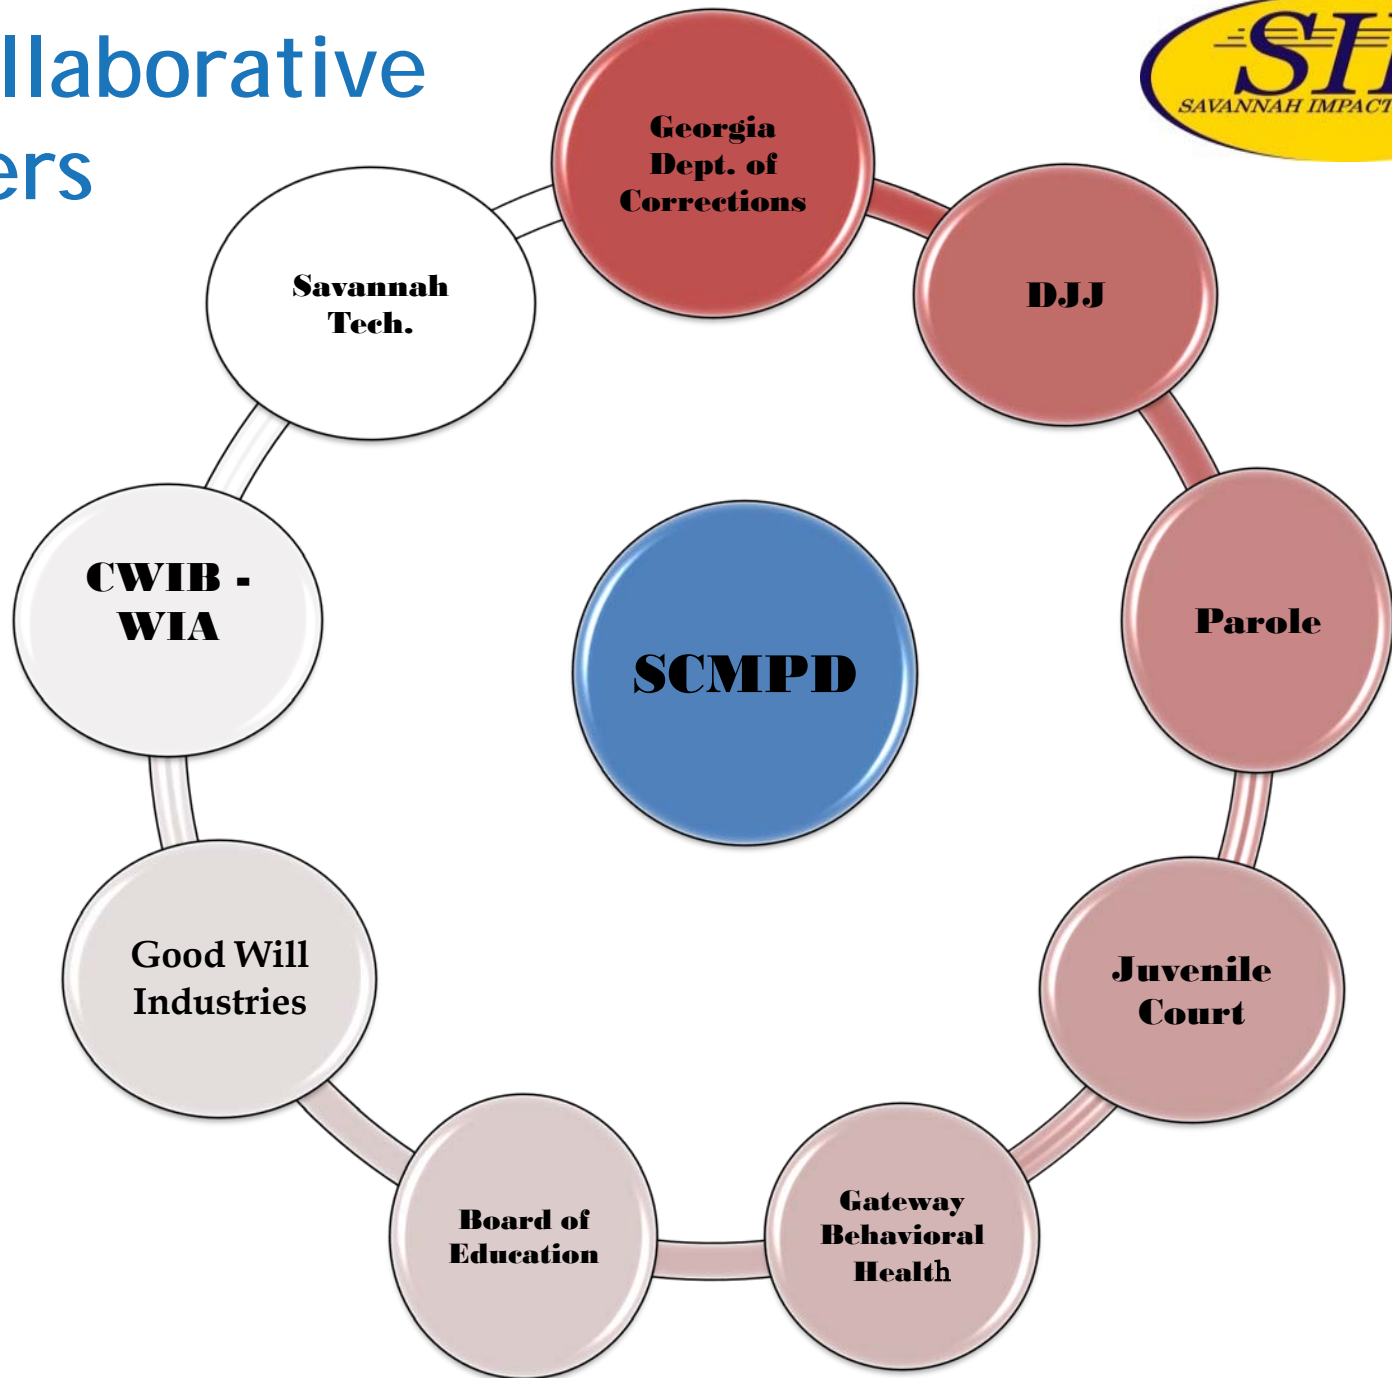 llaborative
ers
SI
SAVANNAH IMPACT
Georgia
Dept. of
Corrections
DJJ
Parole
Juvenile
Court
Gateway
Behavioral
Health
Board of
Education
Good Will
Industries
CWIB -
WIA
Savannah
Tech.
SCMPD